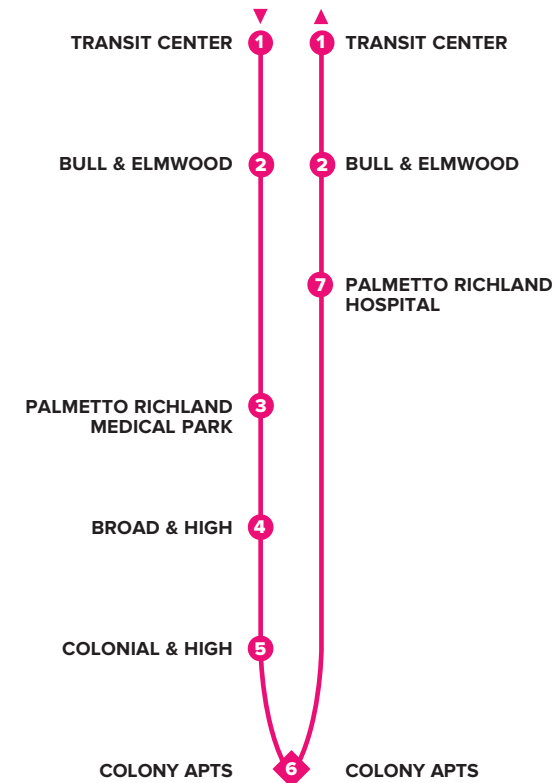 TRANSIT CENTER 1 1 TRANSIT CENTER
BULL & ELMWOOD 2 2 BULL & ELMWOOD
7 PALMETTO RICHLAND
HOSPITAL
PALMETTO RICHLAND 3
MEDICAL PARK
BROAD & HIGH 4
COLONIAL & HIGH 5
COLONY APTS 6 COLONY APTS